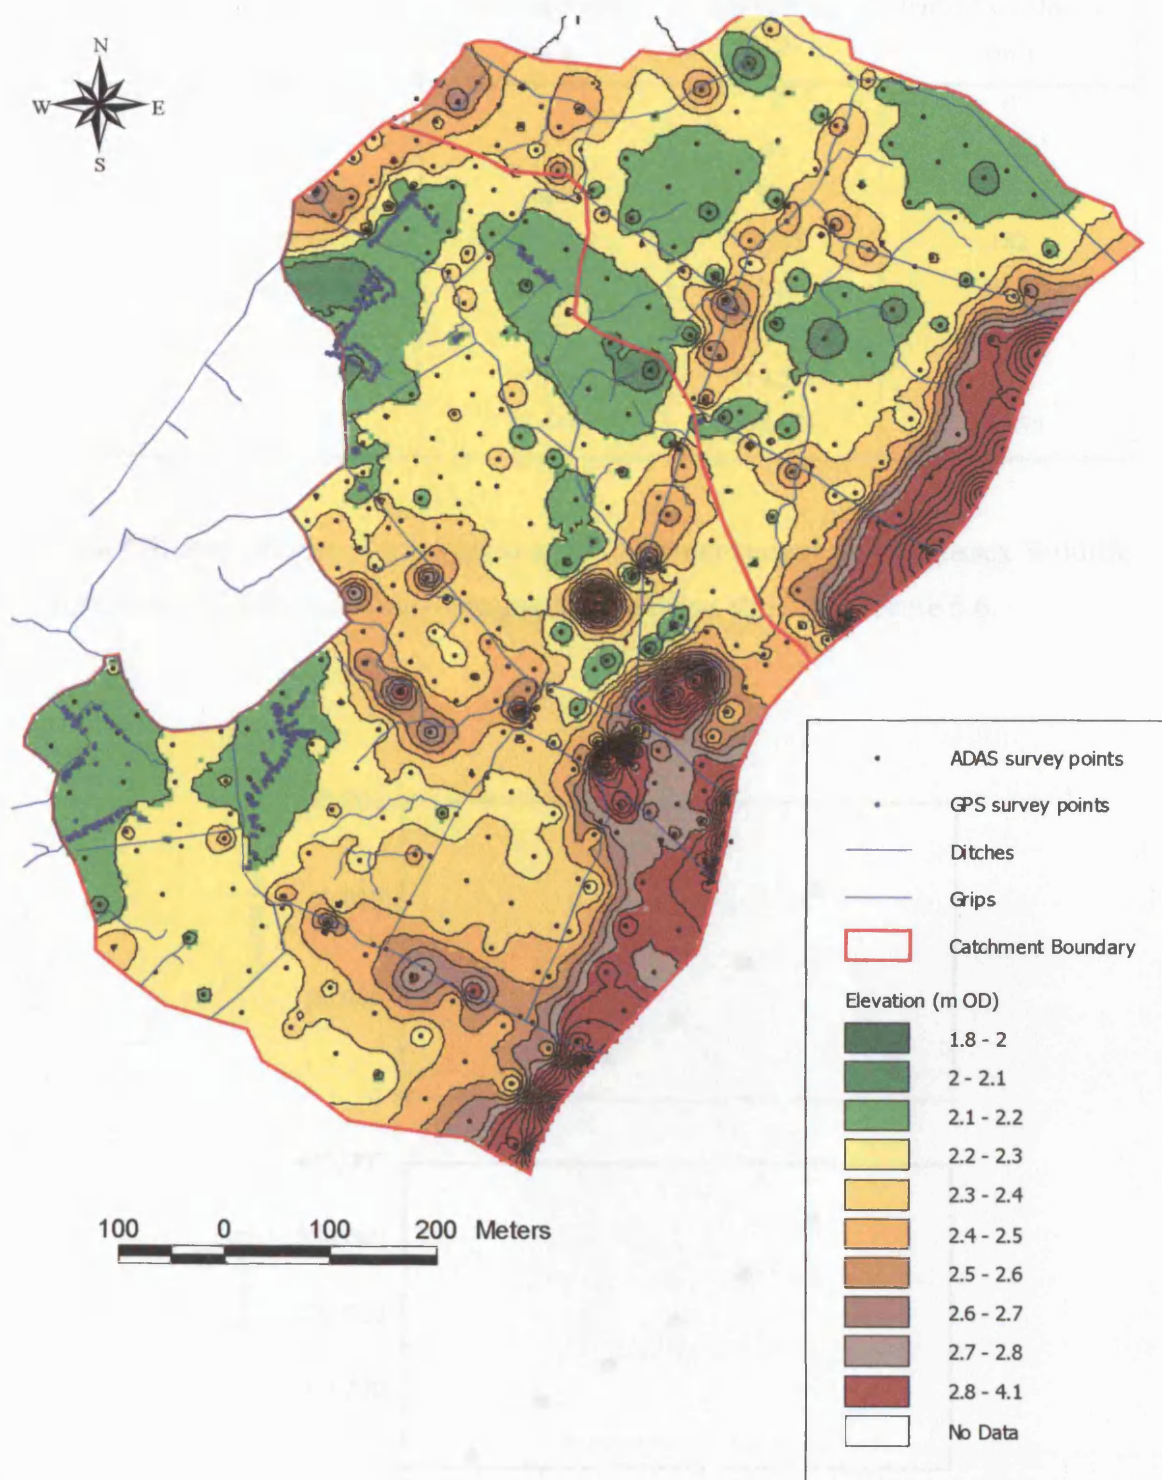 N
W E
S
ADAS survey points
GPS survey points
Ditches
Grips
Catchment Boundary
Elevation (m OD)
1.8 - 2
2 - 2.1
2.1 - 2.2
2.2 - 2.3
2.3 - 2.4
2.4 - 2.5
2.5 - 2.6
2.6 - 2.7
2.7 - 2.8
2.8 - 4.1
No Data
100 0 100 200 Meters